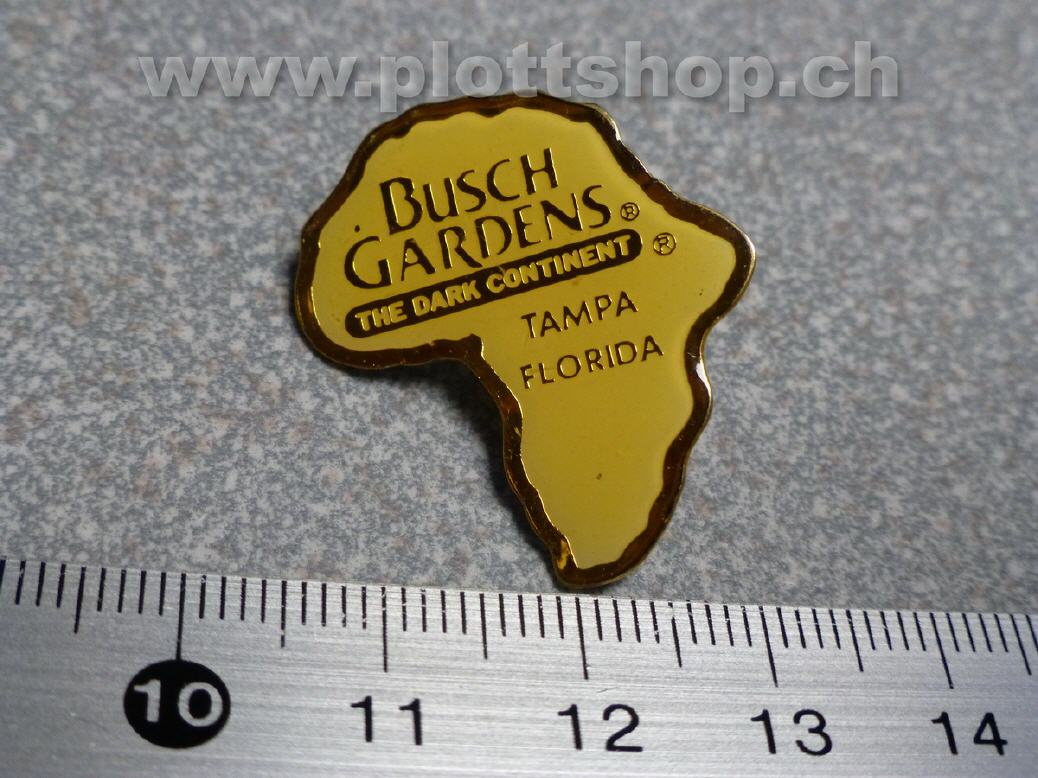 www.plottshop.ch
BUSCH
GARDENS®
THE DARK CONTINENT ®
TAMPA
FLORIDA
10 11 12 13 14